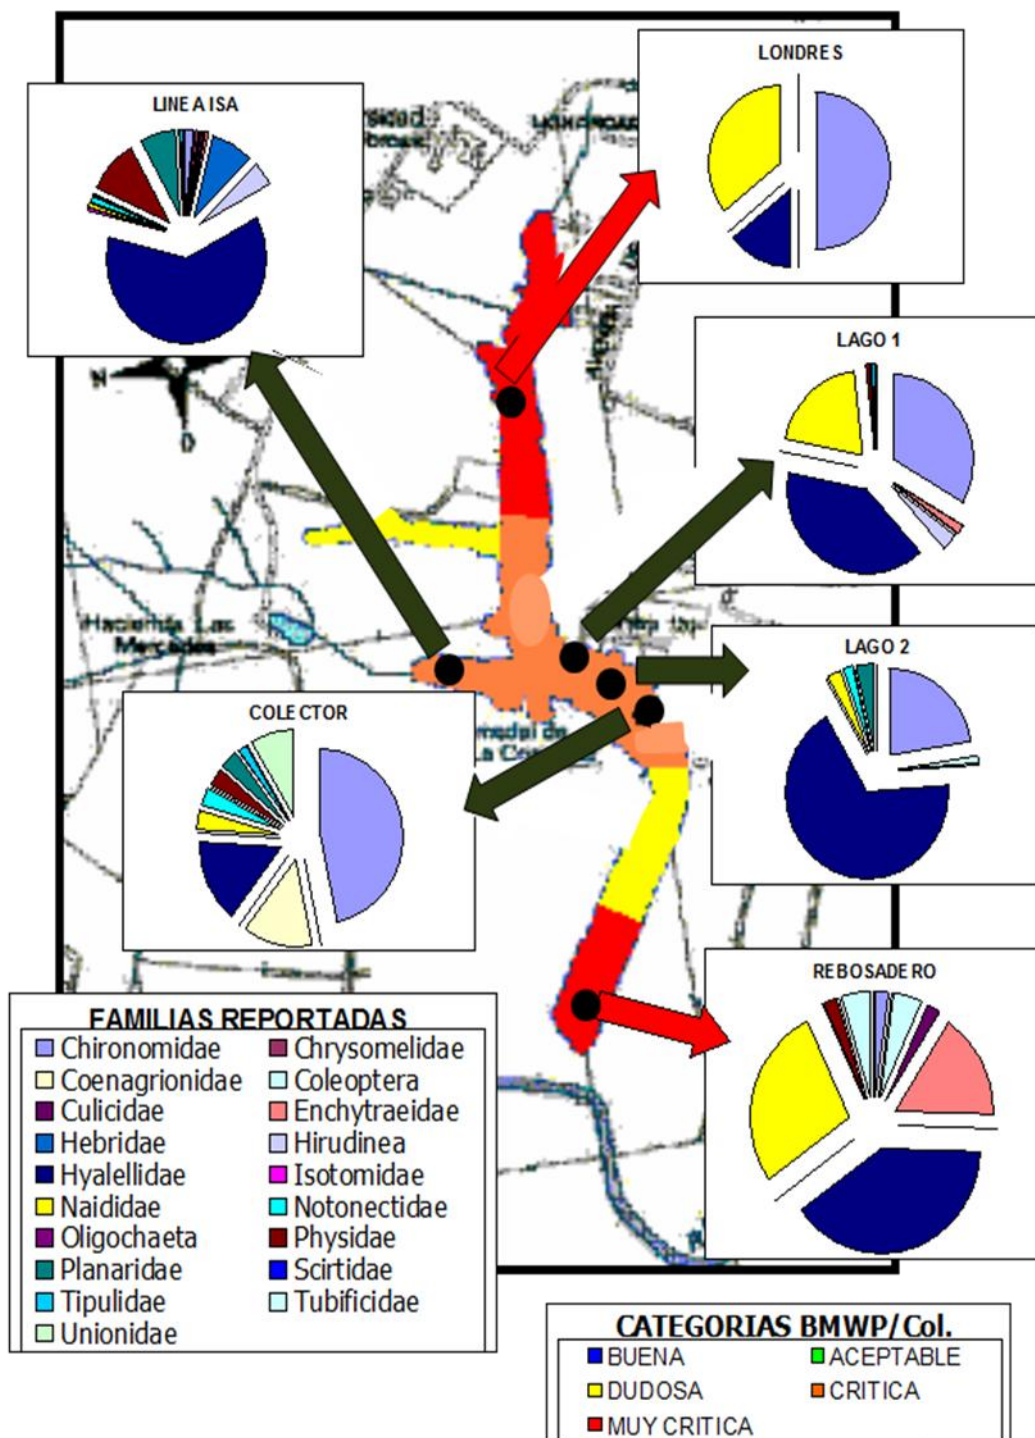 LONDRES
LINEA ISA
LAGO 1
N
O
Hacienda Las
Mercedes
LAGO 2
COLECTOR
REBOSADERO
FAMILIAS REPORTADAS
Chironomidae Chrysomelidae
Coenagrionidae Coleoptera
Culicidae Enchytraeidae
Hebridae Hirudinea
Hyalellidae Isotomidae
Naididae Notonectidae
Oligochaeta Physidae
Planaridae Scirtidae
Tipulidae Tubificidae
Unionidae
CATEGORIAS BMWP/Col.
BUENA ACEPTABLE
DUDOSA CRITICA
MUY CRITICA